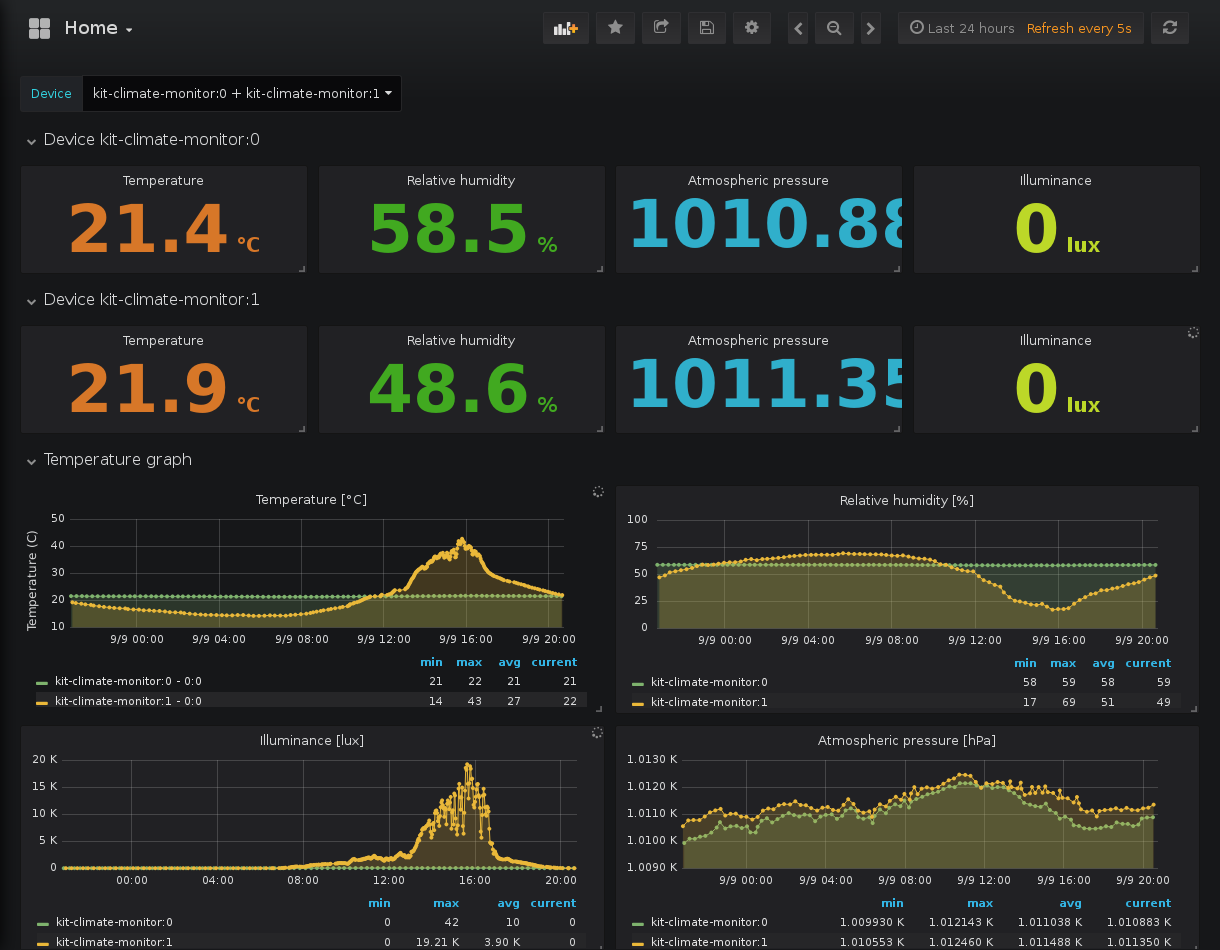 Home
Last 24 hours Refresh every 5s
Device kit-climate-monitor:0 + kit-climate-monitor:1
Device kit-climate-monitor:0
Temperature Relative humidity Atmospheric pressure Illuminance
21.4 °C 58.5 % 1010.88 0 lux
Device kit-climate-monitor:1
Temperature Relative humidity Atmospheric pressure Illuminance
21.9 °C 48.6 % 1011.35 0 lux
Temperature graph
Temperature [°C]
Temperature (C)
50
40
30
20
10
9/9 00:00 9/9 04:00 9/9 08:00 9/9 12:00 9/9 16:00 9/9 20:00
min max avg current
kit-climate-monitor:0 - 0:0 21 22 21 21
kit-climate-monitor:1 - 0:0 14 43 27 22
Relative humidity [%]
100
75
50
25
0
9/9 00:00 9/9 04:00 9/9 08:00 9/9 12:00 9/9 16:00 9/9 20:00
min max avg current
kit-climate-monitor:0 58 59 58 59
kit-climate-monitor:1 17 69 51 49
Illuminance [lux]
20 K
15 K
10 K
5 K
0
00:00 04:00 08:00 12:00 16:00 20:00
min max avg current
kit-climate-monitor:0 0 42 10 0
kit-climate-monitor:1 0 19.21 K 3.90 K 0
Atmospheric pressure [hPa]
1.0130 K
1.0120 K
1.0110 K
1.0100 K
1.0090 K
9/9 00:00 9/9 04:00 9/9 08:00 9/9 12:00 9/9 16:00 9/9 20:00
min max avg current
kit-climate-monitor:0 1.009930 K 1.012143 K 1.011038 K 1.010883 K
kit-climate-monitor:1 1.010553 K 1.012460 K 1.011488 K 1.011350 K